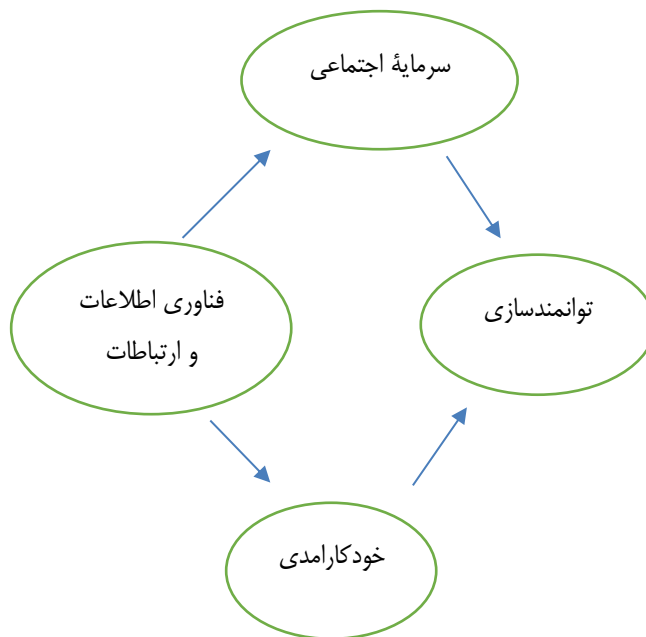 سرمایهٔ اجتماعی
فناوری اطلاعات
و ارتباطات
توانمندسازی
خودکارامدی